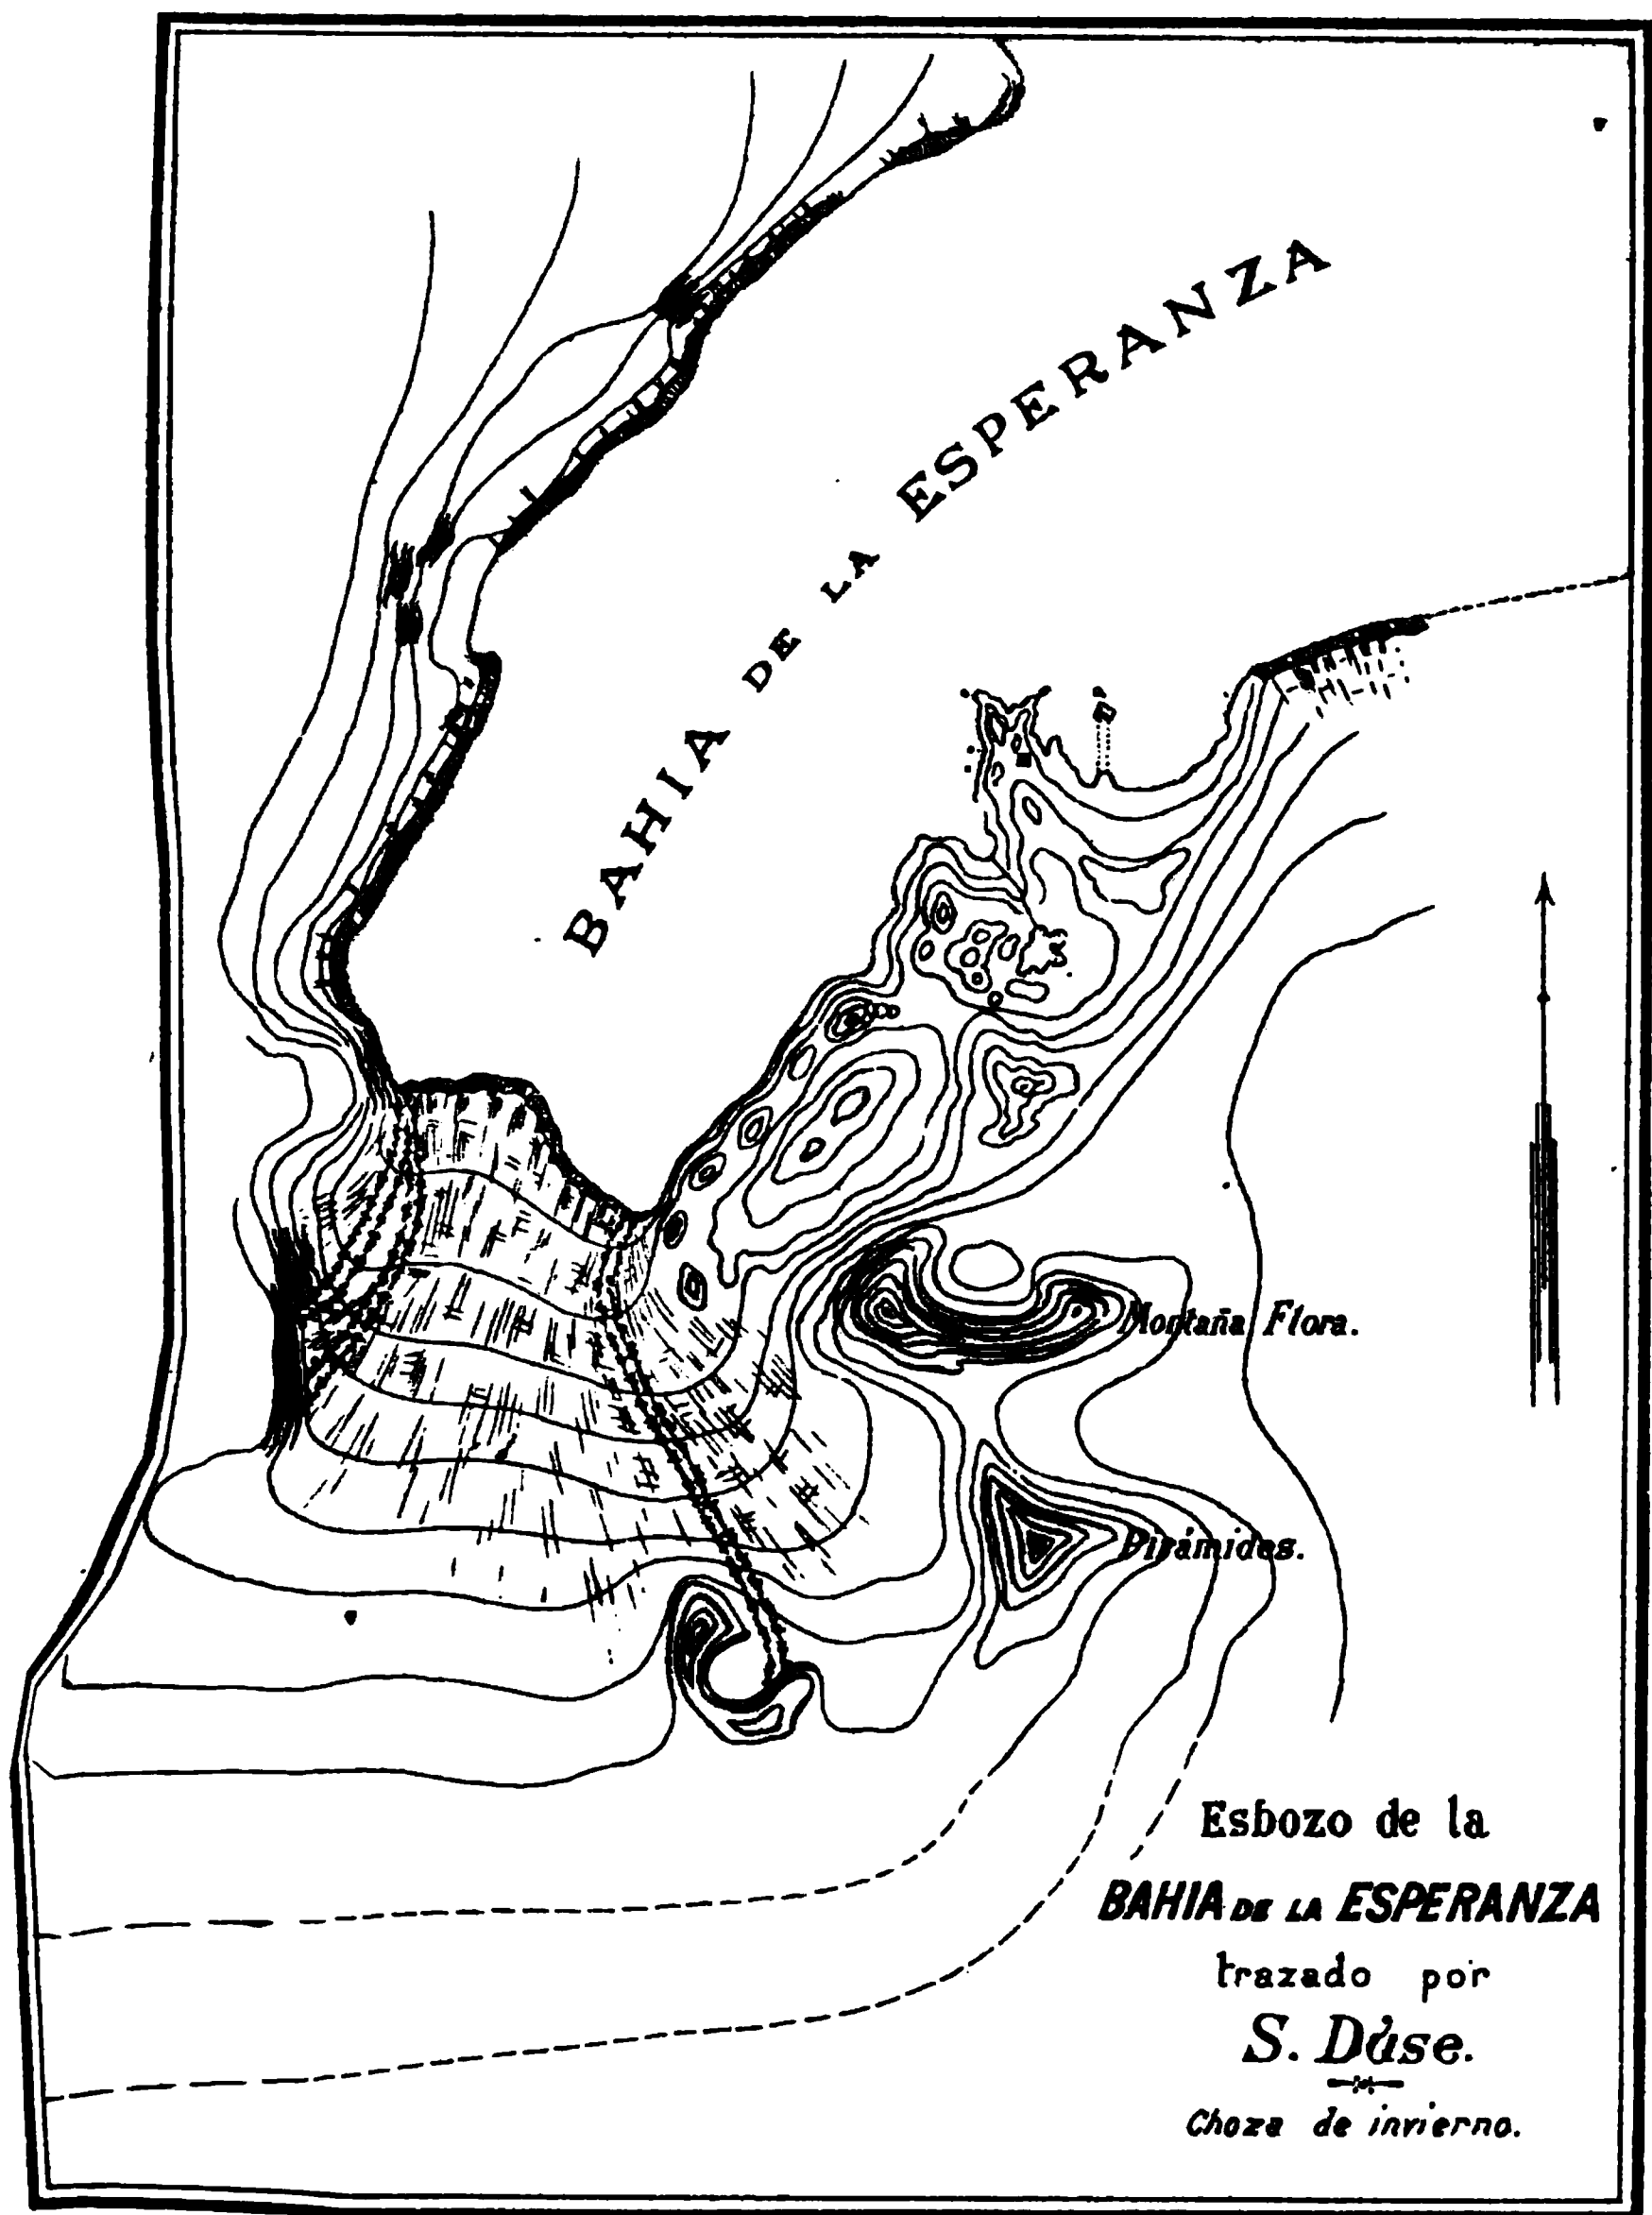 BAHIA DE LA ESPERANZA
Montaña Flora.
Pirámides.
Esbozo de la
BAHIA DE LA ESPERANZA
trazado por
S. Dúse.
Choza de invierno.